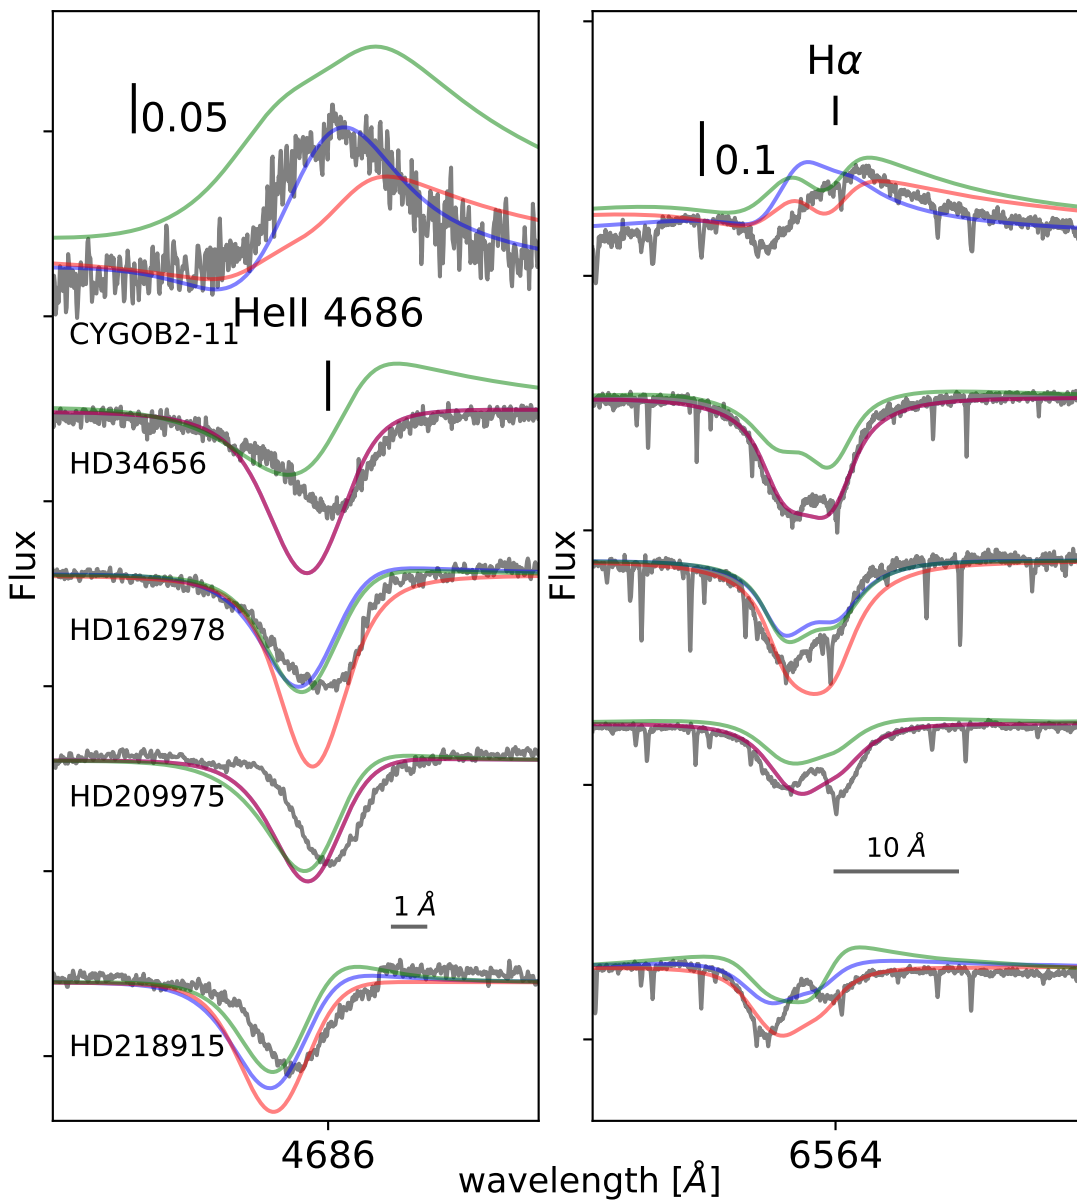 0.05
HeII 4686
CYGOB2-11
HD34656
HD162978
HD209975
1 Å
HD218915
Flux
4686
Hα
0.1
10 Å
Flux
6564
wavelength [Å]